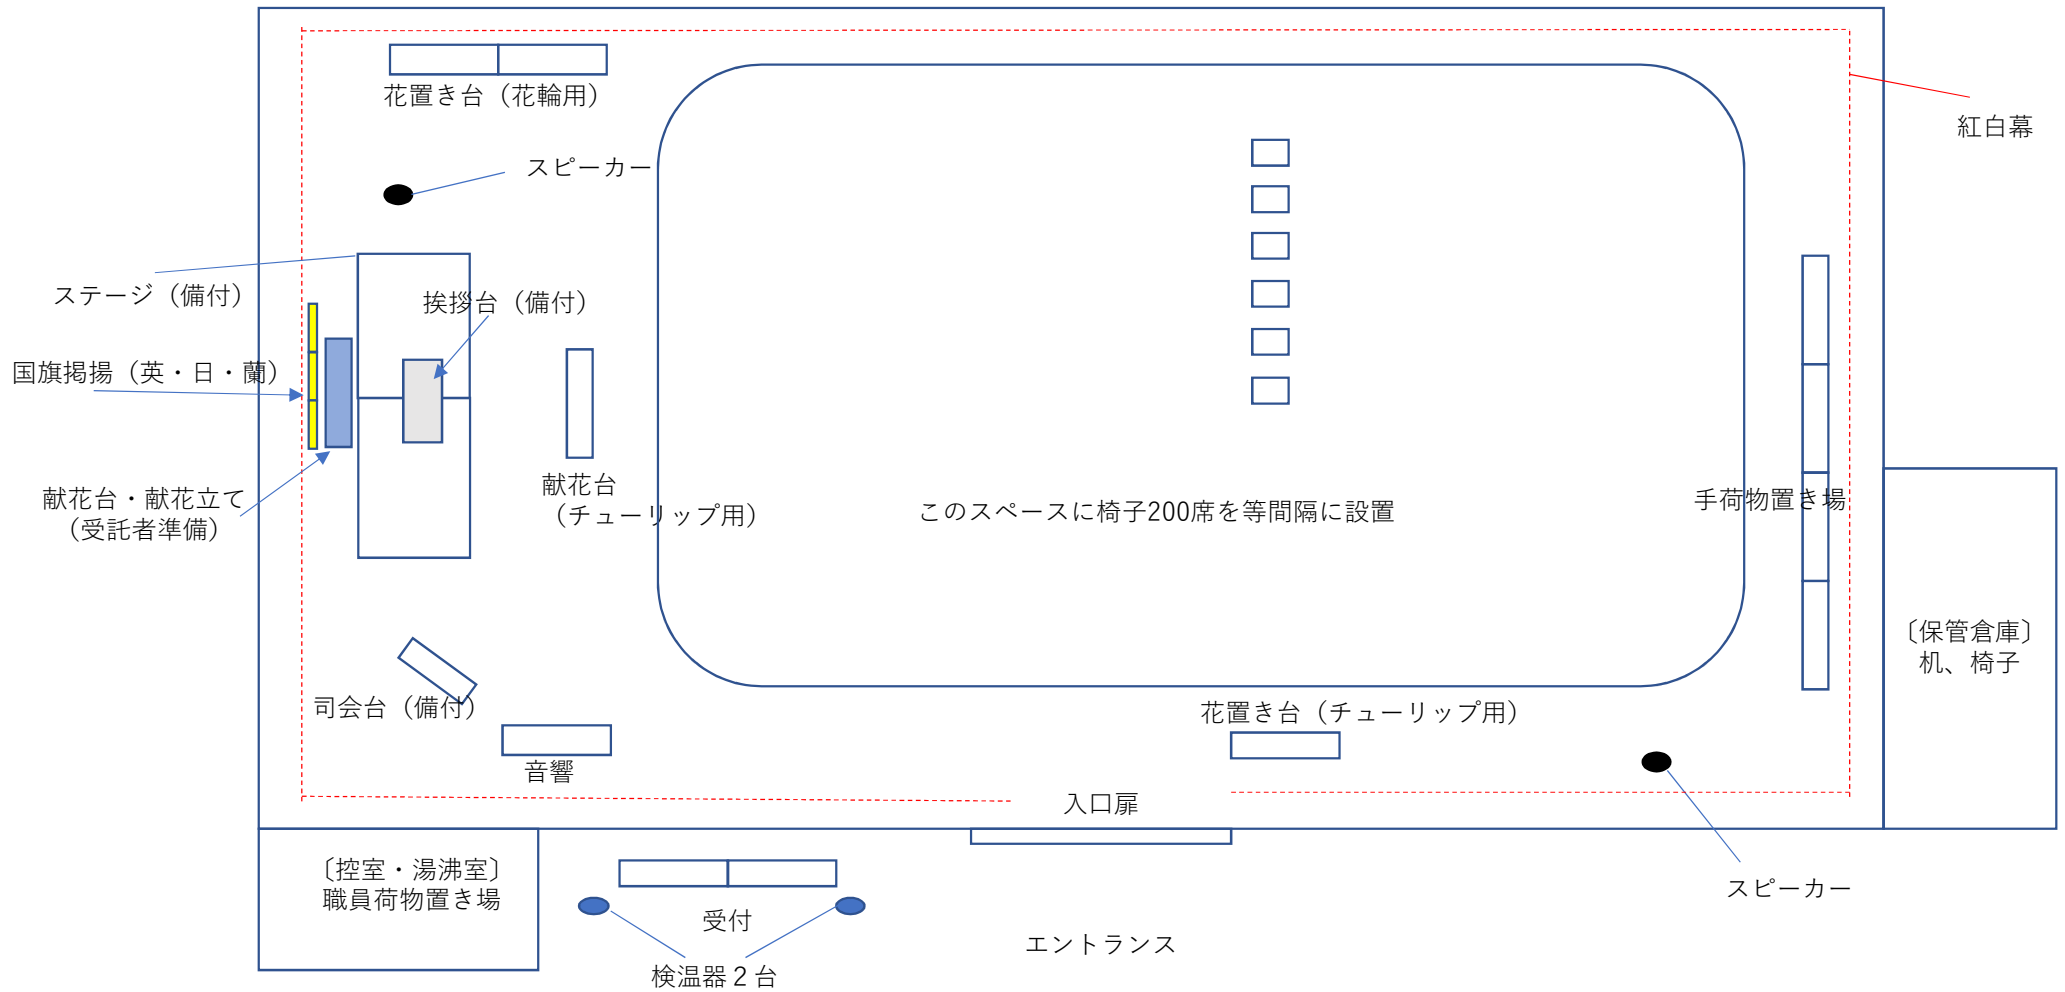 花置き台（花輪用）
スピーカー
紅白幕
ステージ（備付）
挨拶台（備付）
国旗掲揚（英・日・蘭）
献花台・献花立て
（受託者準備）
献花台
（チューリップ用）
このスペースに椅子200席を等間隔に設置
手荷物置き場
〔保管倉庫〕
机、椅子
司会台（備付）
音響
花置き台（チューリップ用）
入口扉
スピーカー
〔控室・湯沸室〕
職員荷物置き場
受付
エントランス
検温器２台